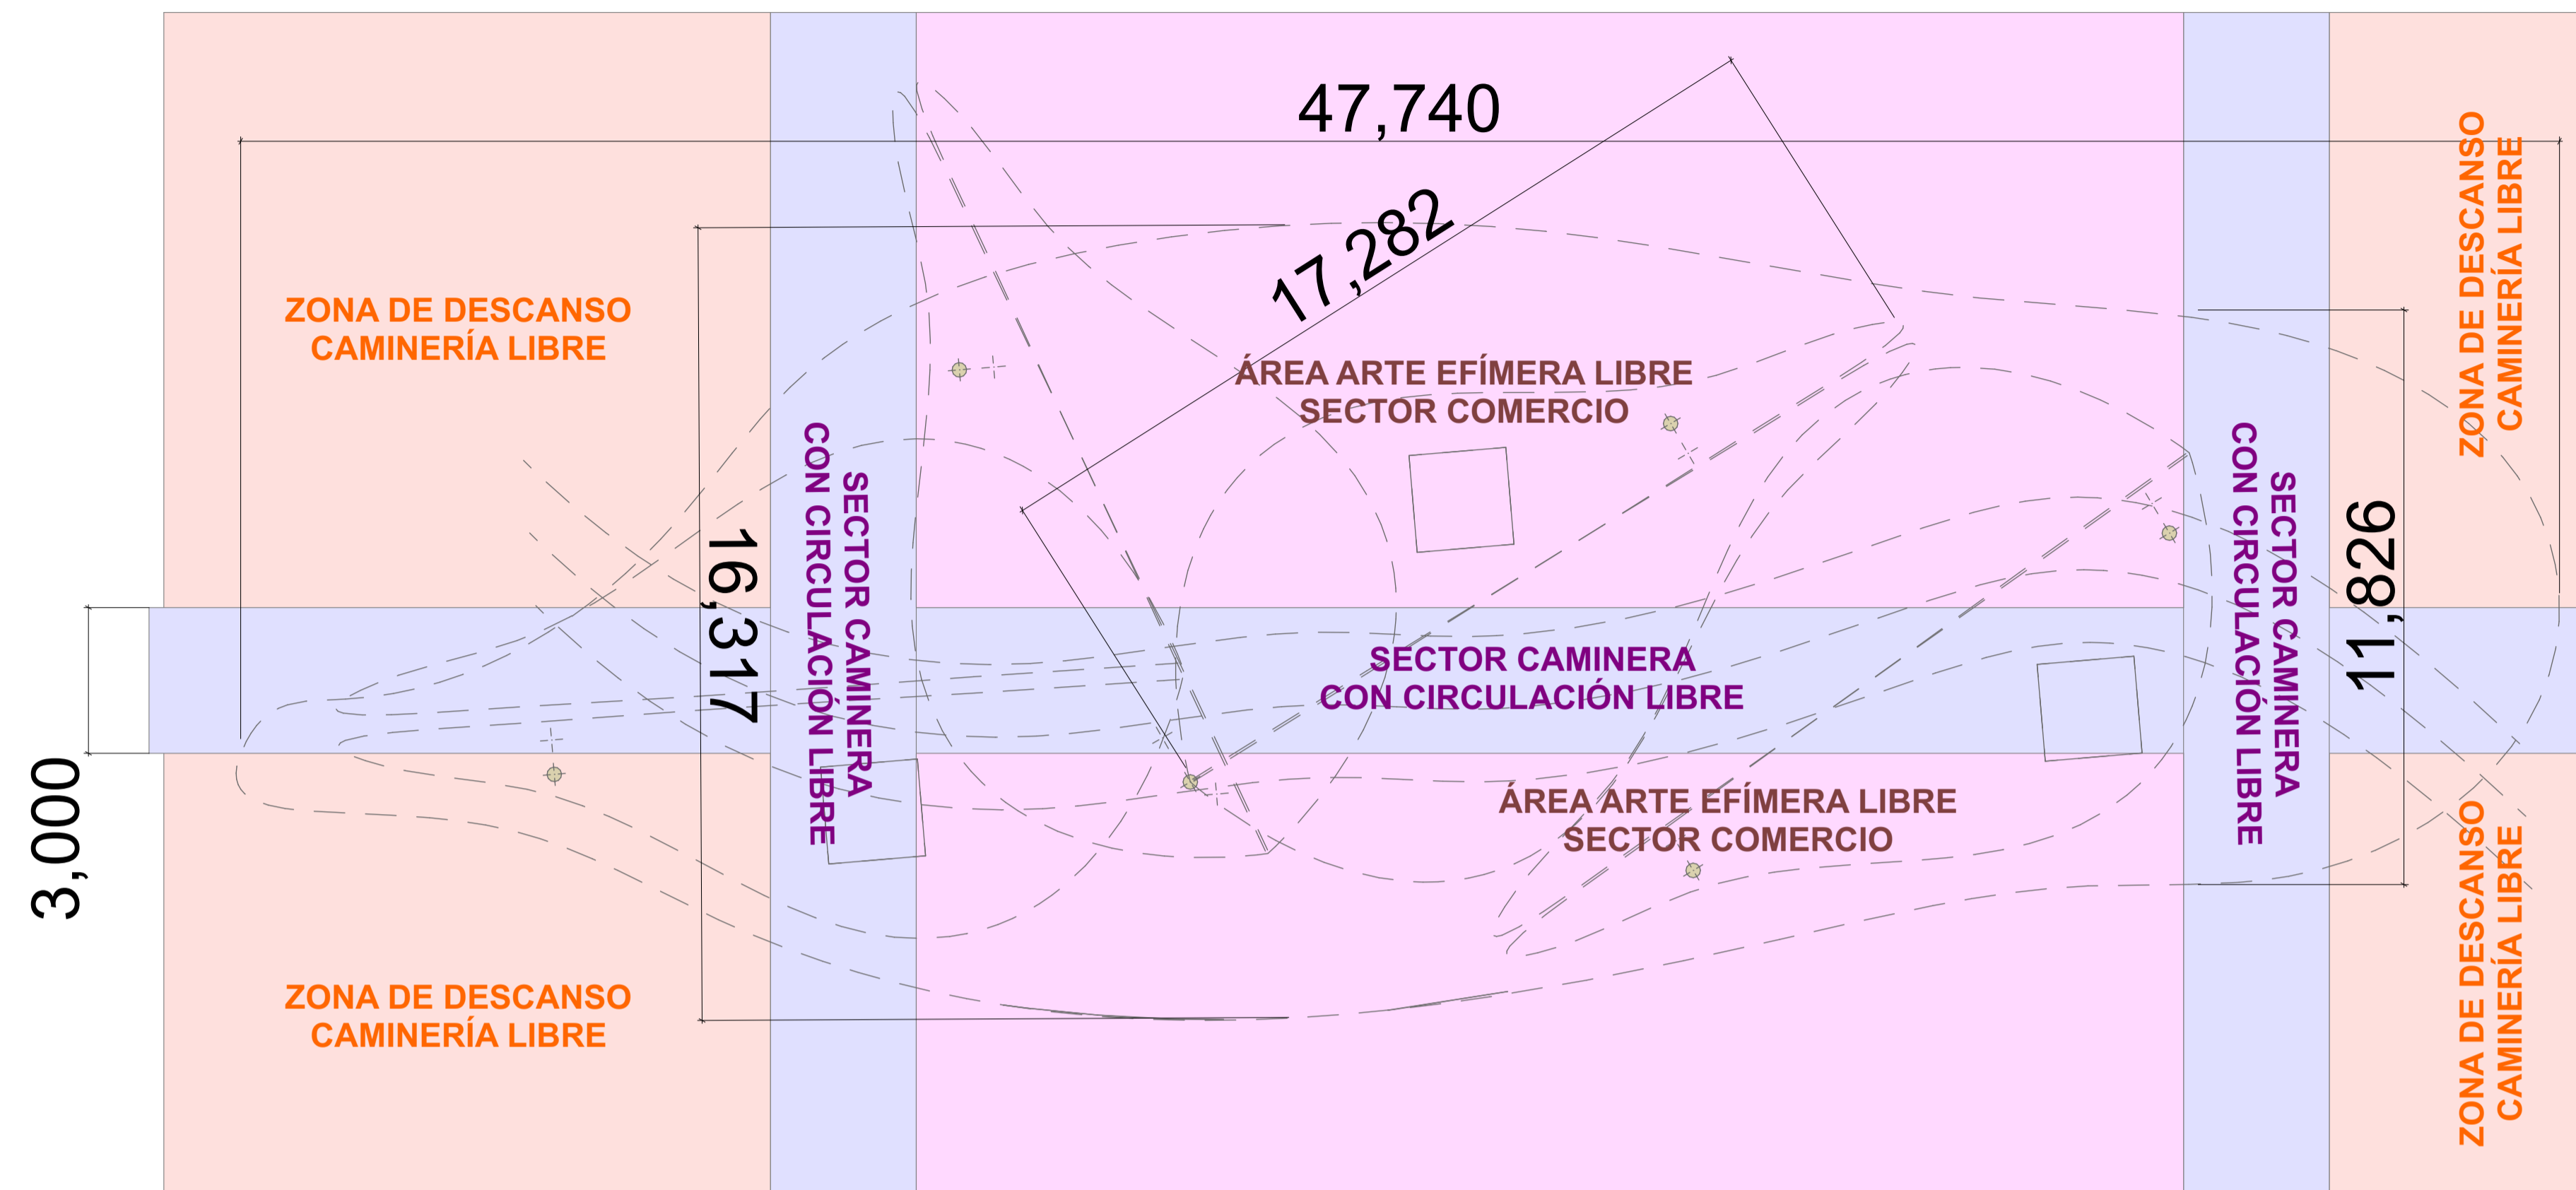 47,740
17,282
ZONA DE DESCANSO
CAMINERÍA LIBRE
ZONA DE DESCANSO
CAMINERÍA LIBRE
ÁREA ARTE EFÍMERA LIBRE
SECTOR COMERCIO
SECTOR CAMINERA
CON CIRCULACIÓN LIBRE
16,317
SECTOR CAMINERA
CON CIRCULACIÓN LIBRE
SECTOR CAMINERA
CON CIRCULACIÓN LIBRE
11,826
3,000
ÁREA ARTE EFÍMERA LIBRE
SECTOR COMERCIO
ZONA DE DESCANSO
CAMINERÍA LIBRE
ZONA DE DESCANSO
CAMINERÍA LIBRE